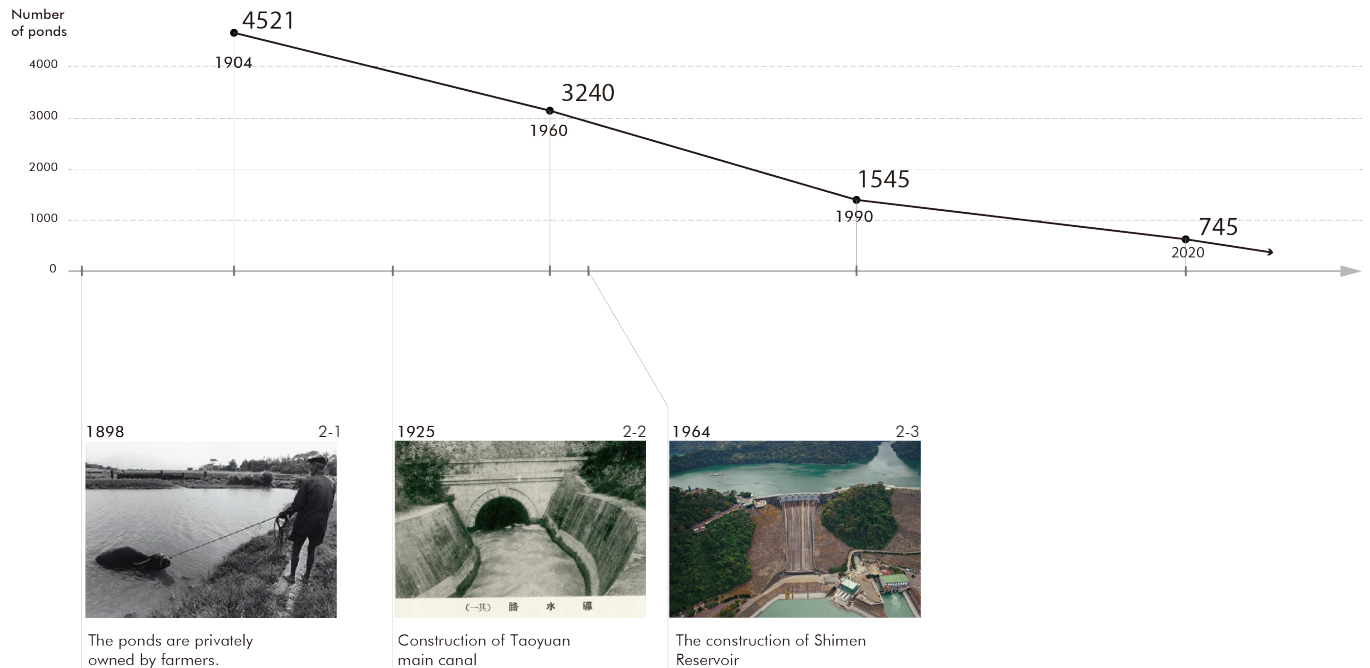 Number
of ponds
4521
1904
4000
3240
3000
1960
2000
1545
1990
1000
745
2020
0
1898
2-1
1925
2-2
1964
2-3
(一其) 路 水 導
The ponds are privately
owned by farmers.
Construction of Taoyuan
main canal
The construction of Shimen
Reservoir